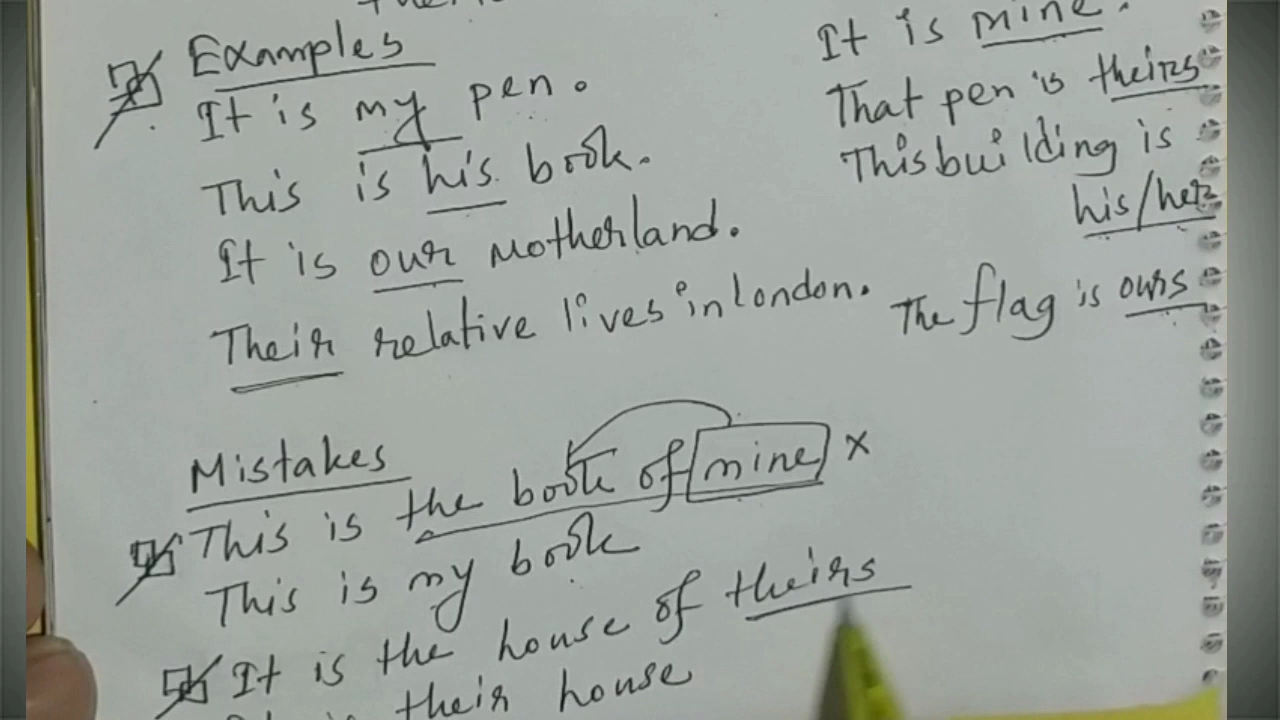 Examples
It is my pen.
This is his book.
It is our Motherland.
Their relative lives in london.
It is mine.
That pen is theirs
This building is
his/her
The flag is ours
Mistakes
This is the book of mine x
This is my book
It is the house of theirs
their house